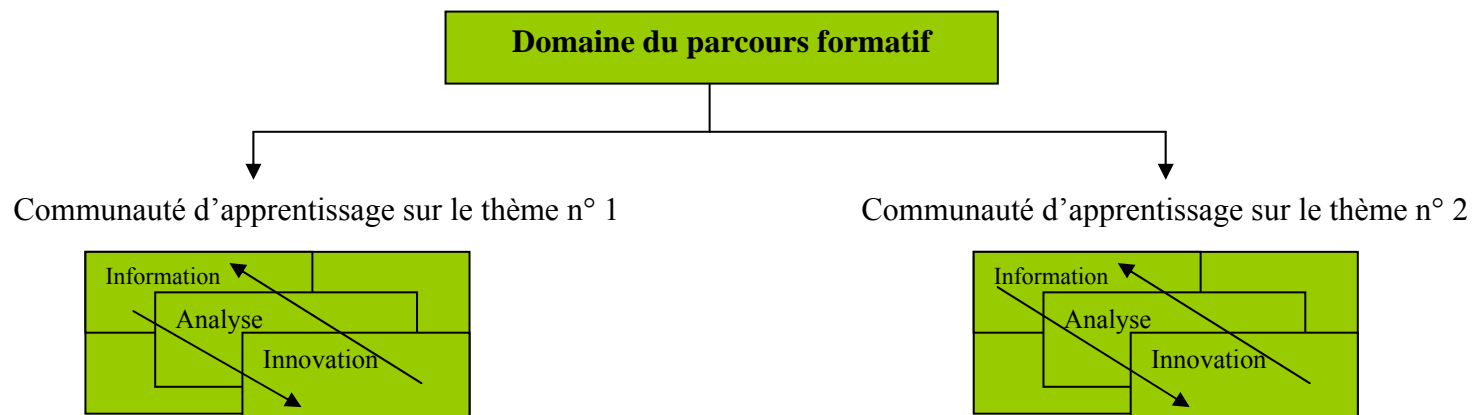 Domaine du parcours formatif
Communauté d’apprentissage sur le thème n° 1
Communauté d’apprentissage sur le thème n° 2
Information
Analyse
Innovation
Information
Analyse
Innovation